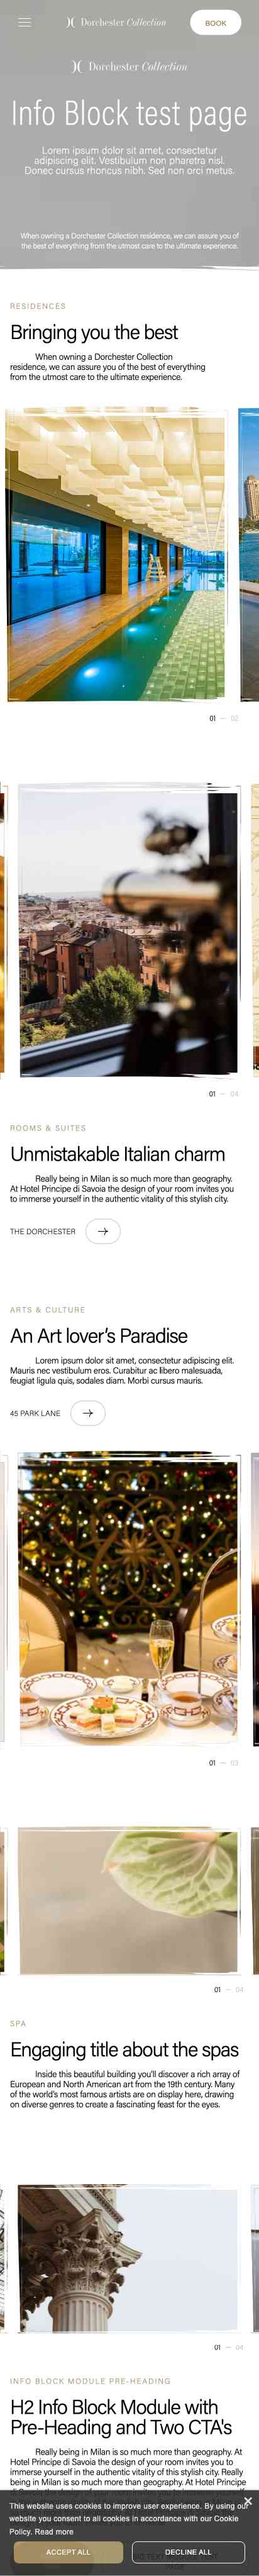 Dorchester Collection
BOOK
Dorchester Collection
Info Block test page
Lorem ipsum dolor sit amet, consectetur
adipiscing elit. Vestibulum non pharetra nisl.
Donec cursus rhoncus nibh. Sed non orci metus.
When owning a Dorchester Collection residence, we can assure you of
the best of everything from the utmost care to the ultimate experience.
RESIDENCES
Bringing you the best
When owning a Dorchester Collection
residence, we can assure you of the best of everything
from the utmost care to the ultimate experience.
01 — 02
01 — 04
ROOMS & SUITES
Unmistakable Italian charm
Really being in Milan is so much more than geography.
At Hotel Principe di Savoia the design of your room invites you
to immerse yourself in the authentic vitality of this stylish city.
THE DORCHESTER
ARTS & CULTURE
An Art lover’s Paradise
Lorem ipsum dolor sit amet, consectetur adipiscing elit.
Mauris nec vestibulum eros. Curabitur ac libero malesuada,
feugiat ligula quis, sodales diam. Morbi cursus mauris.
45 PARK LANE
01 — 03
01 — 04
SPA
Engaging title about the spas
Inside this beautiful building you'll discover a rich array of
European and North American art from the 19th century. Many
of the world's most famous artists are on display here, drawing
on diverse genres to create a fascinating feast for the eyes.
01 — 04
INFO BLOCK MODULE PRE-HEADING
H2 Info Block Module with
Pre-Heading and Two CTA's
Really being in Milan is so much more than geography. At
Hotel Principe di Savoia the design of your room invites you to
immerse yourself in the authentic vitality of this stylish city. Really
being in Milan is so much more than geography. At Hotel Principe
This website uses cookies to improve user experience. By using our
website you consent to all cookies in accordance with our Cookie
Policy. Read more
ACCEPT ALL
DECLINE ALL